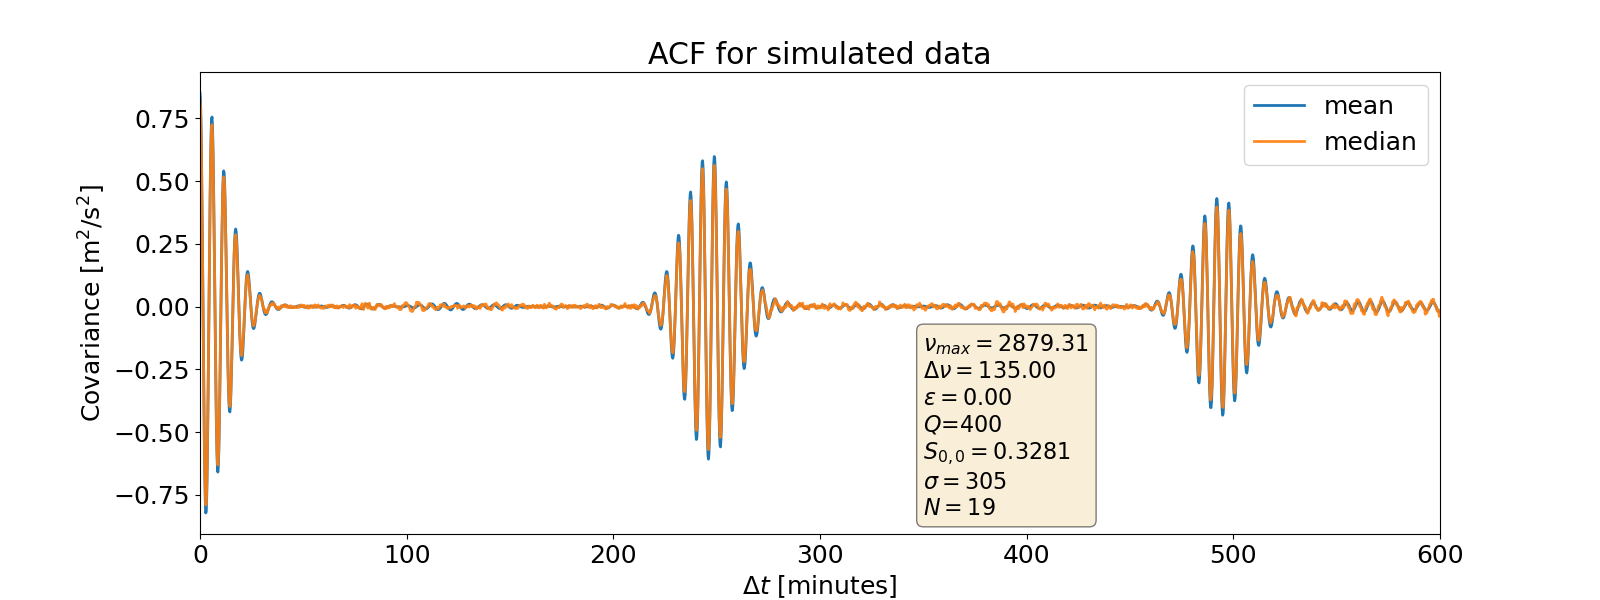 ACF for simulated data
Covariance [m²/s²]
0.75
0.50
0.25
0.00
−0.25
−0.50
−0.75
mean
median
ν_max = 2879.31
Δν = 135.00
ε = 0.00
Q=400
S_0,0 = 0.3281
σ = 305
N = 19
0 100 200 300 400 500 600
Δt [minutes]